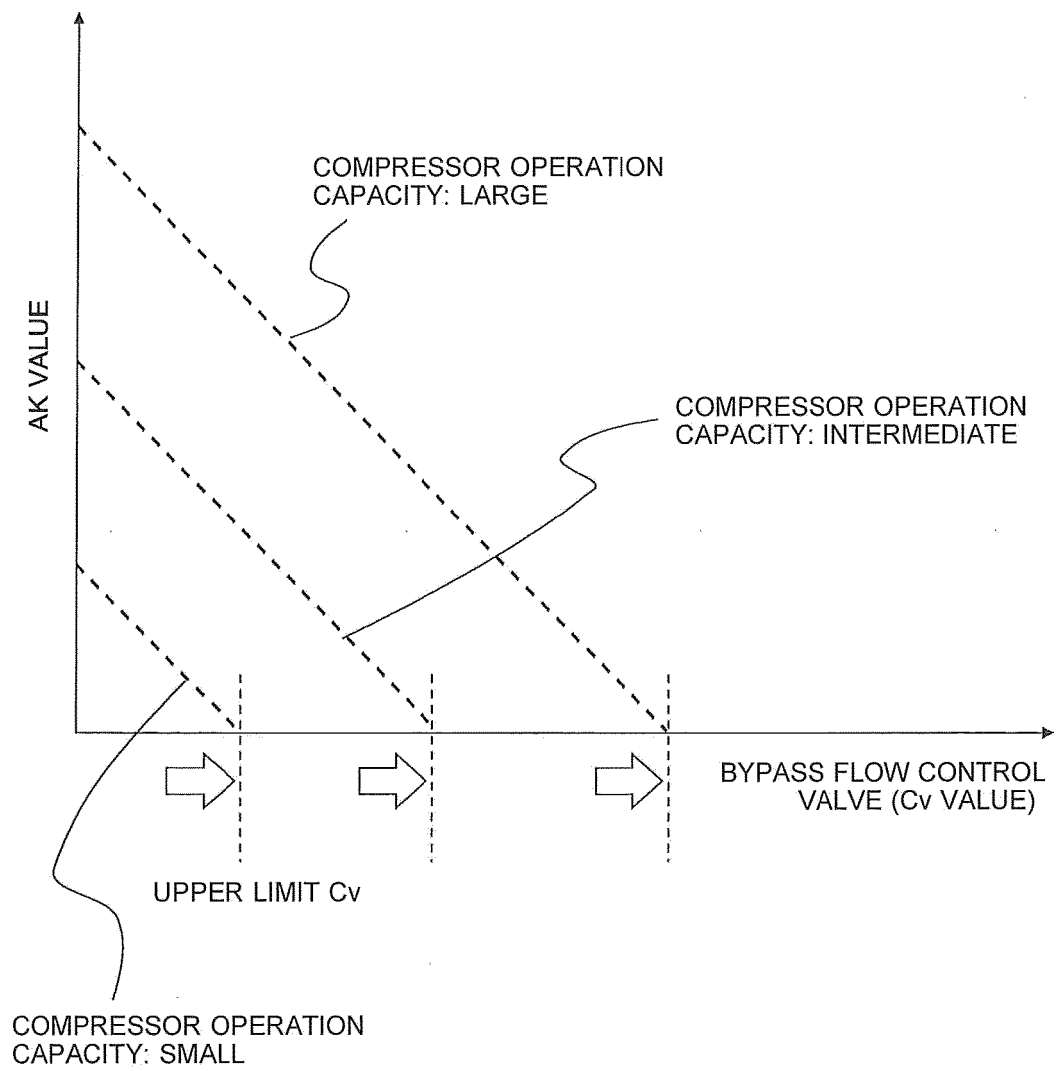 COMPRESSOR OPERATION
CAPACITY: LARGE
AK VALUE
COMPRESSOR OPERATION
CAPACITY: INTERMEDIATE
BYPASS FLOW CONTROL
VALVE (Cv VALUE)
UPPER LIMIT Cv
COMPRESSOR OPERATION
CAPACITY: SMALL